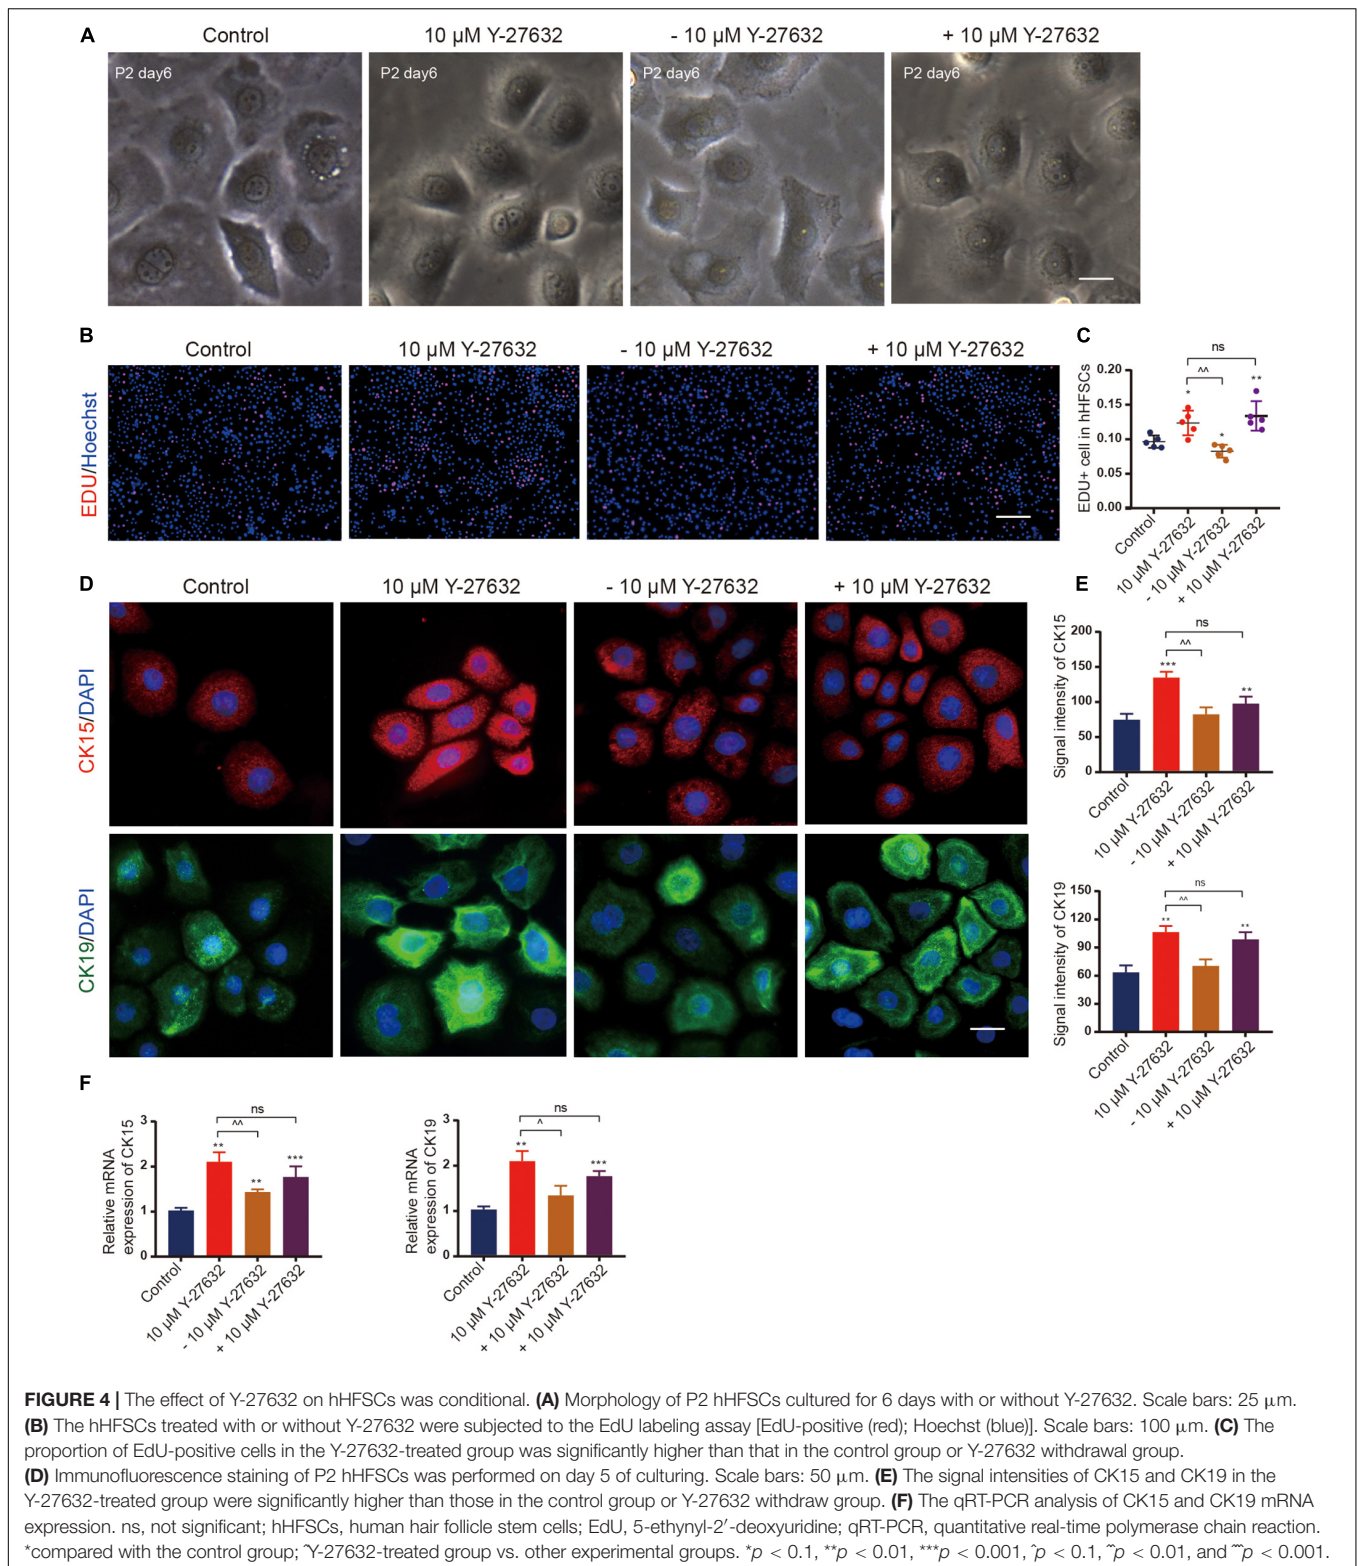 A
Control
10 µM Y-27632
- 10 µM Y-27632
+ 10 µM Y-27632
P2 day6
P2 day6
P2 day6
P2 day6
B
Control
10 µM Y-27632
- 10 µM Y-27632
+ 10 µM Y-27632
EDU/Hoechst
C
EDU+ cell in hHFSCs
0.20
0.15
0.10
0.05
0.00
ns
^^
*
*
**
Control
10 µM Y-27632
- 10 µM Y-27632
+ 10 µM Y-27632
D
Control
10 µM Y-27632
- 10 µM Y-27632
+ 10 µM Y-27632
CK15/DAPI
CK19/DAPI
E
Signal intensity of CK15
200
150
100
50
0
ns
^^
***
**
Control
10 µM Y-27632
- 10 µM Y-27632
+ 10 µM Y-27632
Signal intensity of CK19
150
120
90
60
30
0
ns
^^
**
**
Control
10 µM Y-27632
- 10 µM Y-27632
+ 10 µM Y-27632
F
Relative mRNA
expression of CK15
3
2
1
0
ns
^^
**
**
***
Control
10 µM Y-27632
- 10 µM Y-27632
+ 10 µM Y-27632
Relative mRNA
expression of CK19
3
2
1
0
ns
^
**
***
Control
10 µM Y-27632
+ 10 µM Y-27632
+ 10 µM Y-27632
FIGURE 4 | The effect of Y-27632 on hHFSCs was conditional. (A) Morphology of P2 hHFSCs cultured for 6 days with or without Y-27632. Scale bars: 25 µm.
(B) The hHFSCs treated with or without Y-27632 were subjected to the EdU labeling assay [EdU-positive (red); Hoechst (blue)]. Scale bars: 100 µm. (C) The
proportion of EdU-positive cells in the Y-27632-treated group was significantly higher than that in the control group or Y-27632 withdrawal group.
(D) Immunofluorescence staining of P2 hHFSCs was performed on day 5 of culturing. Scale bars: 50 µm. (E) The signal intensities of CK15 and CK19 in the
Y-27632-treated group were significantly higher than those in the control group or Y-27632 withdraw group. (F) The qRT-PCR analysis of CK15 and CK19 mRNA
expression. ns, not significant; hHFSCs, human hair follicle stem cells; EdU, 5-ethynyl-2′-deoxyuridine; qRT-PCR, quantitative real-time polymerase chain reaction.
*compared with the control group; ^Y-27632-treated group vs. other experimental groups. *p < 0.1, **p < 0.01, ***p < 0.001, ^p < 0.1, ^^p < 0.01, and ^^^p < 0.001.